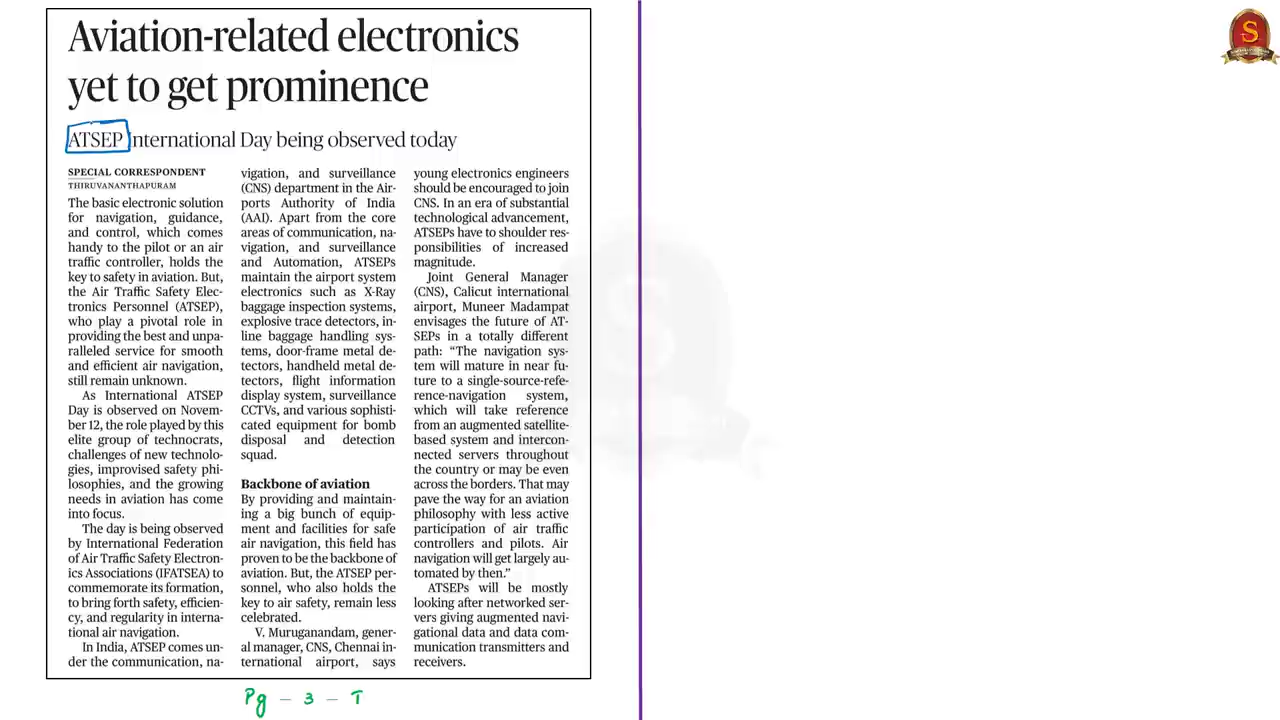 Aviation-related electronics
yet to get prominence
ATSEP International Day being observed today
SPECIAL CORRESPONDENT
THIRUVANANTHAPURAM
The basic electronic solution
for navigation, guidance,
and control, which comes
handy to the pilot or an air
traffic controller, holds the
key to safety in aviation. But,
the Air Traffic Safety Elec-
tronics Personnel (ATSEP),
who play a pivotal role in
providing the best and unpa-
ralleled service for smooth
and efficient air navigation,
still remain unknown.
As International ATSEP
Day is observed on Novem-
ber 12, the role played by this
elite group of technocrats,
challenges of new technolo-
gies, improvised safety phi-
losophies, and the growing
needs in aviation has come
into focus.
The day is being observed
by International Federation
of Air Traffic Safety Electron-
ics Associations (IFATSEA) to
commemorate its formation,
to bring forth safety, efficien-
cy, and regularity in interna-
tional air navigation.
In India, ATSEP comes un-
der the communication, na-
vigation, and surveillance
(CNS) department in the Air-
ports Authority of India
(AAI). Apart from the core
areas of communication, na-
vigation, and surveillance
and Automation, ATSEPs
maintain the airport system
electronics such as X-Ray
baggage inspection systems,
explosive trace detectors, in-
line baggage handling sys-
tems, door-frame metal de-
tectors, handheld metal de-
tectors, flight information
display system, surveillance
CCTVs, and various sophisti-
cated equipment for bomb
disposal and detection
squad.
Backbone of aviation
By providing and maintain-
ing a big bunch of equip-
ment and facilities for safe
air navigation, this field has
proven to be the backbone of
aviation. But, the ATSEP per-
sonnel, who also holds the
key to air safety, remain less
celebrated.
V. Muruganandam, gener-
al manager, CNS, Chennai in-
ternational airport, says
young electronics engineers
should be encouraged to join
CNS. In an era of substantial
technological advancement,
ATSEPs have to shoulder res-
ponsibilities of increased
magnitude.
Joint General Manager
(CNS), Calicut international
airport, Muneer Madampat
envisages the future of AT-
SEPs in a totally different
path: “The navigation sys-
tem will mature in near fu-
ture to a single-source-refe-
rence-navigation system,
which will take reference
from an augmented satellite-
based system and intercon-
nected servers throughout
the country or may be even
across the borders. That may
pave the way for an aviation
philosophy with less active
participation of air traffic
controllers and pilots. Air
navigation will get largely au-
tomated by then.”
ATSEPs will be mostly
looking after networked ser-
vers giving augmented navi-
gational data and data com-
munication transmitters and
receivers.
Pg - 3 - T
S